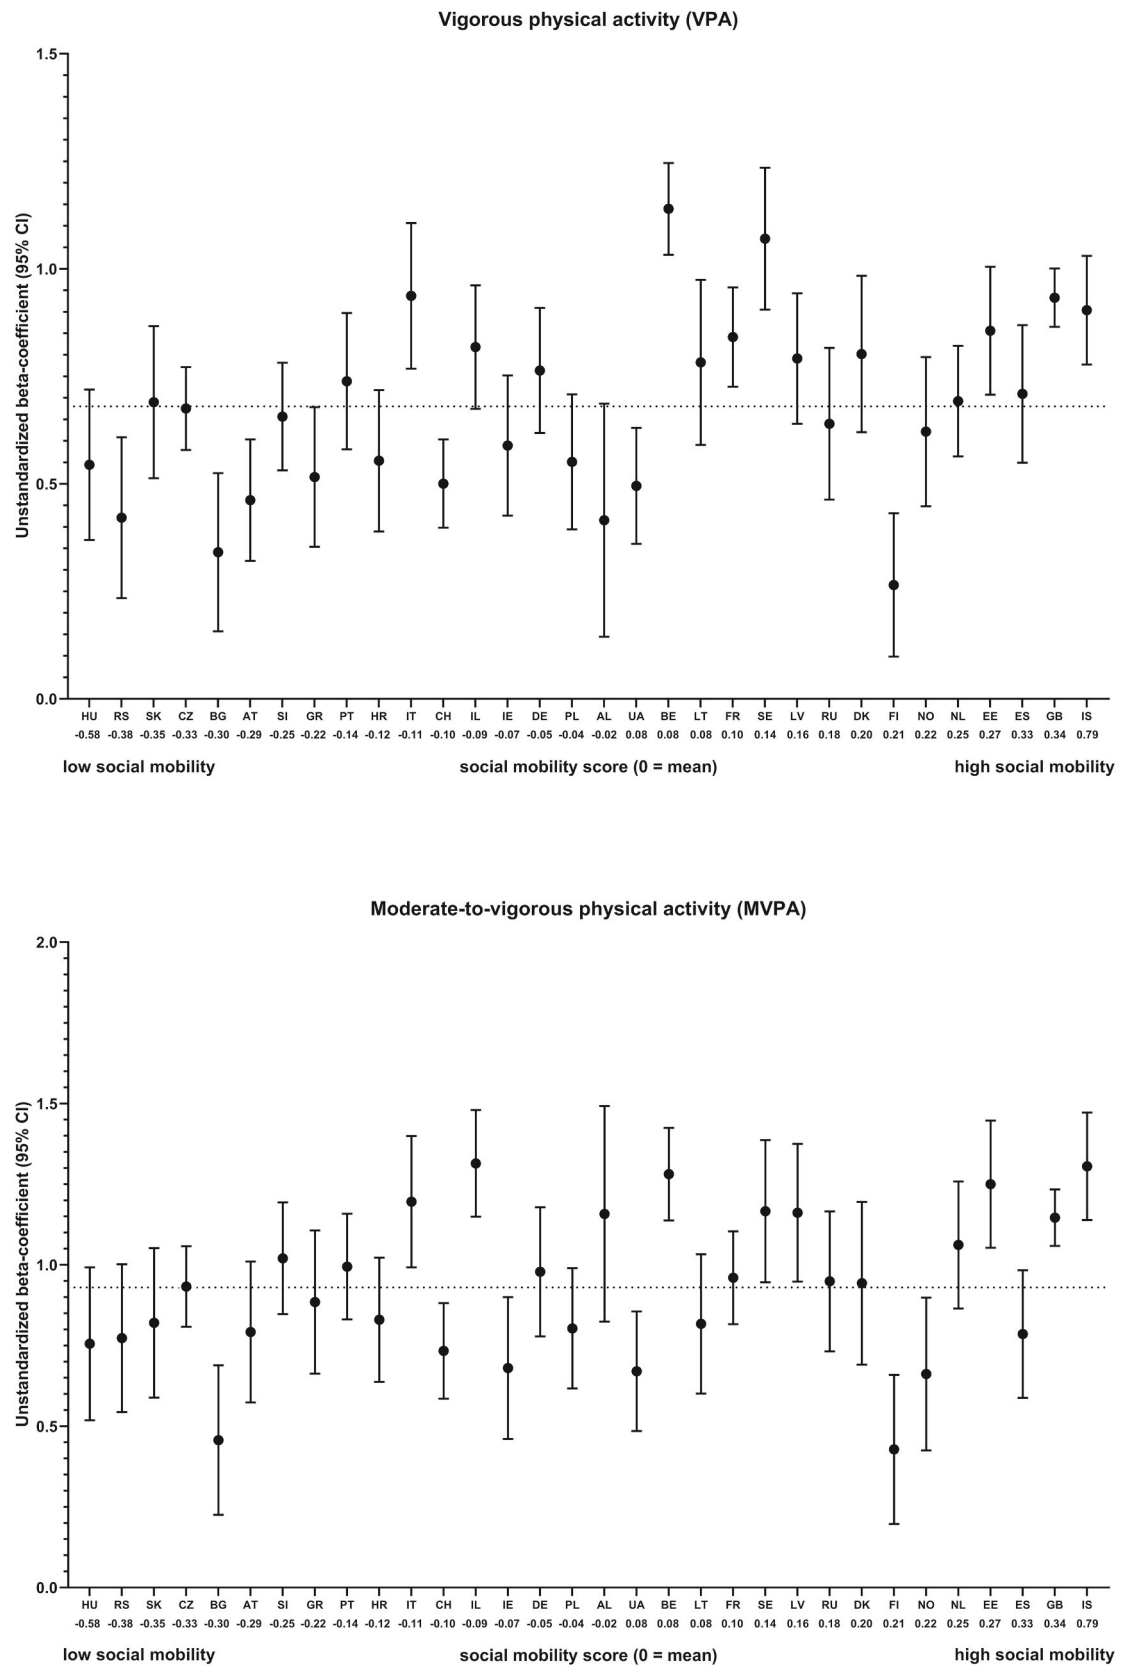 Vigorous physical activity (VPA)
Unstandardized beta-coefficient (95% CI)
1.5
1.0
0.5
0.0
HU RS SK CZ BG AT SI GR PT HR IT CH IL IE DE PL AL UA BE LT FR SE LV RU DK FI NO NL EE ES GB IS
-0.58 -0.38 -0.35 -0.33 -0.30 -0.29 -0.25 -0.22 -0.14 -0.12 -0.11 -0.10 -0.09 -0.07 -0.05 -0.04 -0.02 0.08 0.08 0.08 0.10 0.14 0.16 0.18 0.20 0.21 0.22 0.25 0.27 0.33 0.34 0.79
low social mobility social mobility score (0 = mean) high social mobility
Moderate-to-vigorous physical activity (MVPA)
Unstandardized beta-coefficient (95% CI)
2.0
1.5
1.0
0.5
0.0
HU RS SK CZ BG AT SI GR PT HR IT CH IL IE DE PL AL UA BE LT FR SE LV RU DK FI NO NL EE ES GB IS
-0.58 -0.38 -0.35 -0.33 -0.30 -0.29 -0.25 -0.22 -0.14 -0.12 -0.11 -0.10 -0.09 -0.07 -0.05 -0.04 -0.02 0.08 0.08 0.08 0.10 0.14 0.16 0.18 0.20 0.21 0.22 0.25 0.27 0.33 0.34 0.79
low social mobility social mobility score (0 = mean) high social mobility